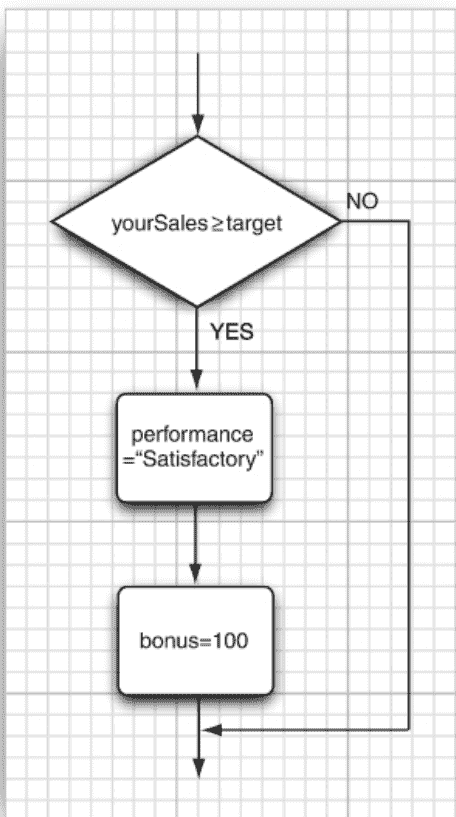 yourSales≥target
NO
YES
performance
=“Satisfactory”
bonus=100